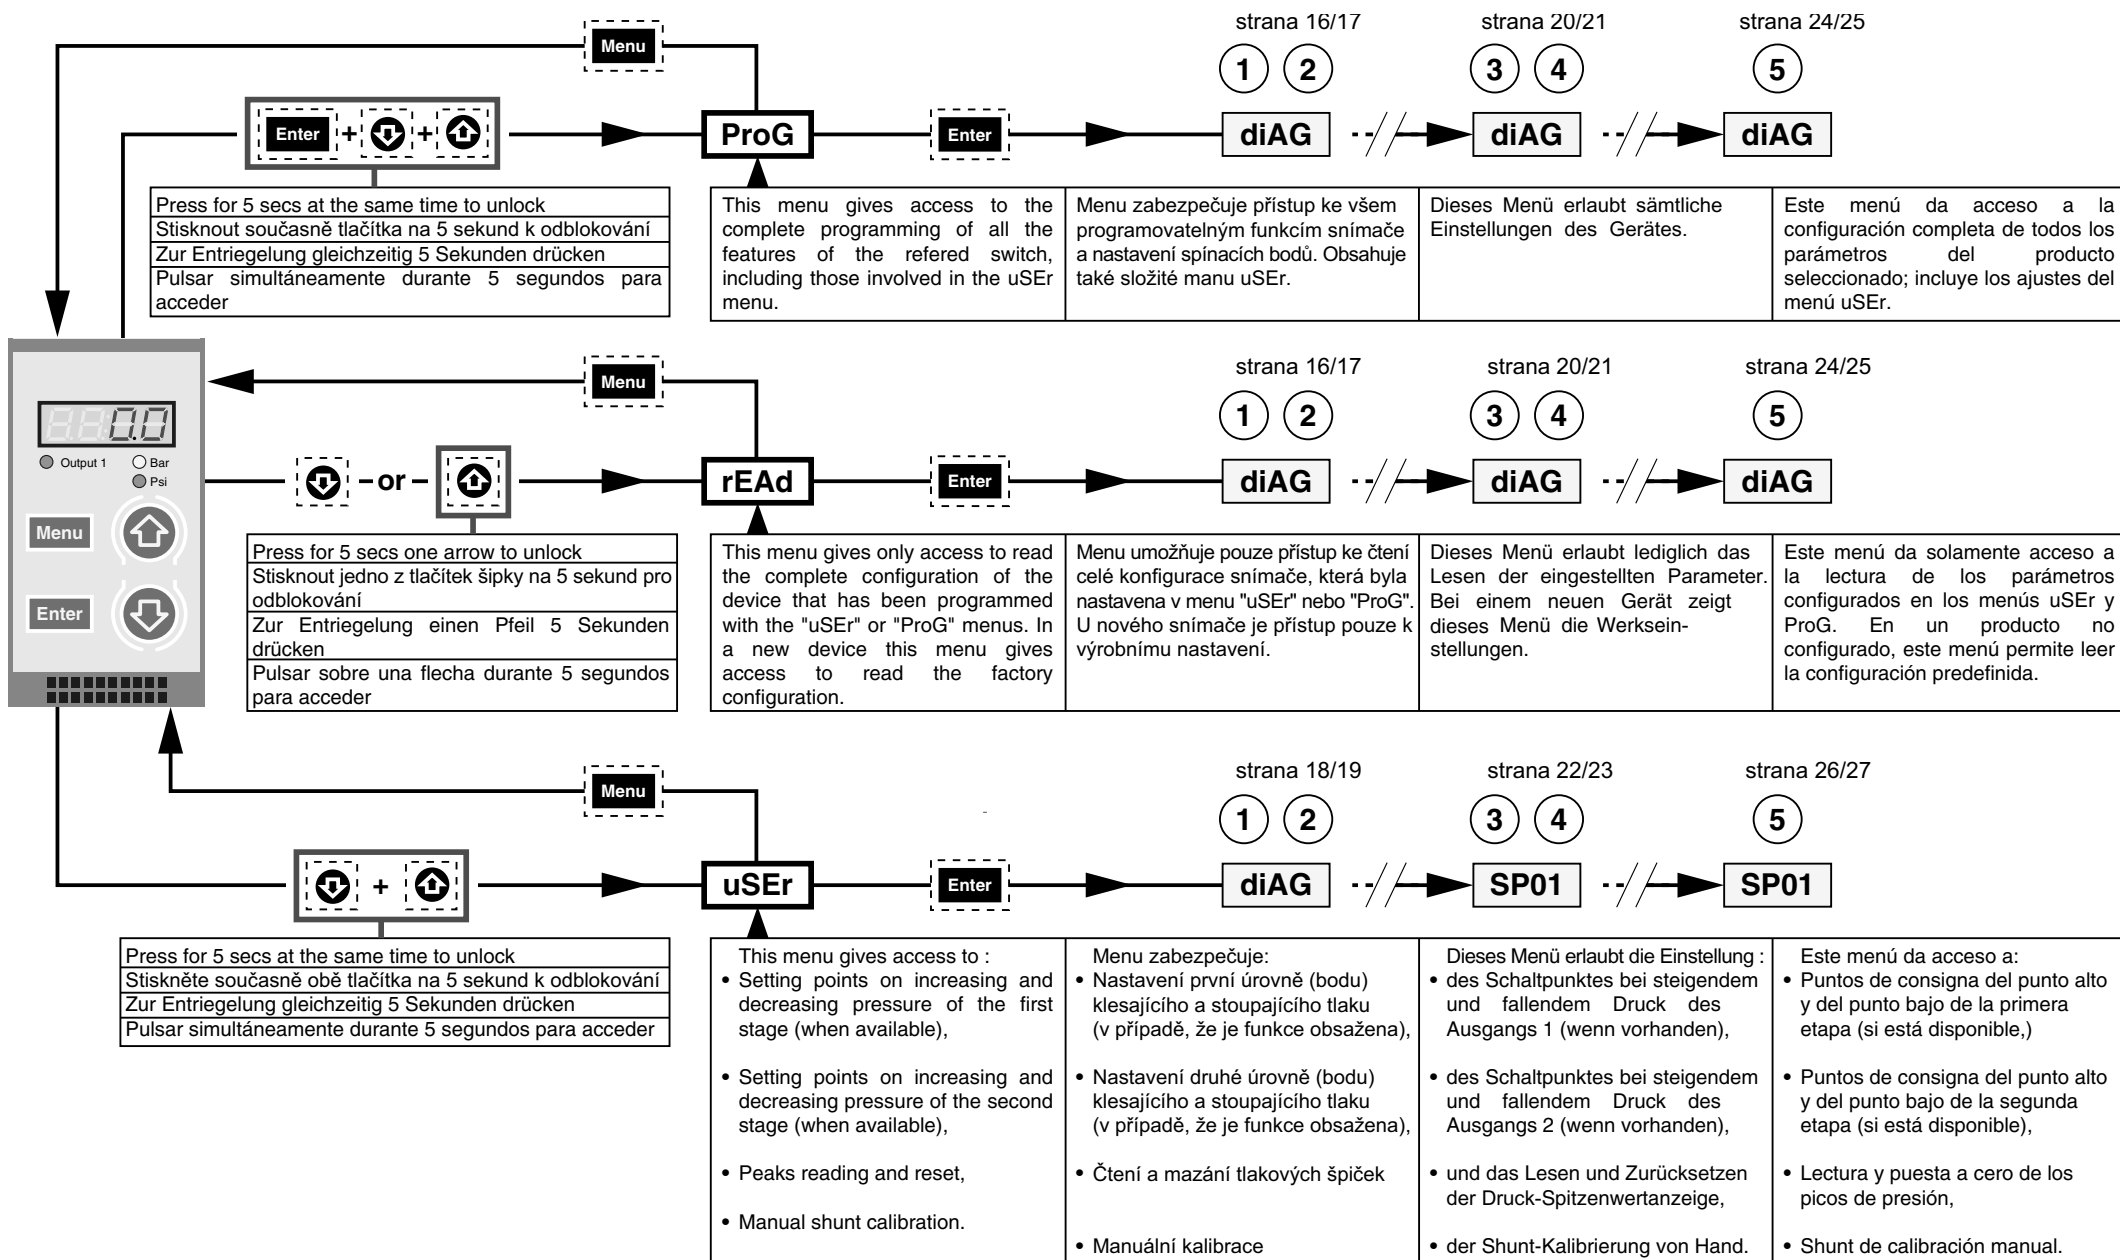 strana 16/17
strana 20/21
strana 24/25
Menu
1 2
3 4
5
Enter + +
ProG
Enter
diAG
diAG
diAG
Press for 5 secs at the same time to unlock
Stisknout současně tlačítka na 5 sekund k odblokování
Zur Entriegelung gleichzeitig 5 Sekunden drücken
Pulsar simultáneamente durante 5 segundos para
acceder
This menu gives access to the
complete programming of all the
features of the refered switch,
including those involved in the uSEr
menu.
Menu zabezpečuje přístup ke všem
programovatelným funkcím snímače
a nastavení spínacích bodů. Obsahuje
také složité manu uSEr.
Dieses Menü erlaubt sämtliche
Einstellungen des Gerätes.
Este menú da acceso a la
configuración completa de todos los
parámetros del producto
seleccionado; incluye los ajustes del
menú uSEr.
0.0
Output 1
Bar
Psi
Menu
Enter
strana 16/17
strana 20/21
strana 24/25
Menu
1 2
3 4
5
or
rEAd
Enter
diAG
diAG
diAG
Press for 5 secs one arrow to unlock
Stisknout jedno z tlačítek šipky na 5 sekund pro
odblokování
Zur Entriegelung einen Pfeil 5 Sekunden
drücken
Pulsar sobre una flecha durante 5 segundos
para acceder
This menu gives only access to read
the complete configuration of the
device that has been programmed
with the "uSEr" or "ProG" menus. In
a new device this menu gives
access to read the factory
configuration.
Menu umožňuje pouze přístup ke čtení
celé konfigurace snímače, která byla
nastavena v menu "uSEr" nebo "ProG".
U nového snímače je přístup pouze k
výrobnímu nastavení.
Dieses Menü erlaubt lediglich das
Lesen der eingestellten Parameter.
Bei einem neuen Gerät zeigt
dieses Menü die Werksein-
stellungen.
Este menú da solamente acceso a
la lectura de los parámetros
configurados en los menús uSEr y
ProG. En un producto no
configurado, este menú permite leer
la configuración predefinida.
strana 18/19
strana 22/23
strana 26/27
Menu
1 2
3 4
5
+
uSEr
Enter
diAG
SP01
SP01
Press for 5 secs at the same time to unlock
Stiskněte současně obě tlačítka na 5 sekund k odblokování
Zur Entriegelung gleichzeitig 5 Sekunden drücken
Pulsar simultáneamente durante 5 segundos para acceder
This menu gives access to :
• Setting points on increasing and
decreasing pressure of the first
stage (when available),
• Setting points on increasing and
decreasing pressure of the second
stage (when available),
• Peaks reading and reset,
• Manual shunt calibration.
Menu zabezpečuje:
• Nastavení první úrovně (bodu)
klesajícího a stoupajícího tlaku
(v případě, že je funkce obsažena),
• Nastavení druhé úrovně (bodu)
klesajícího a stoupajícího tlaku
(v případě, že je funkce obsažena),
• Čtení a mazání tlakových špiček
• Manuální kalibrace
Dieses Menü erlaubt die Einstellung :
• des Schaltpunktes bei steigendem
und fallendem Druck des
Ausgangs 1 (wenn vorhanden),
• des Schaltpunktes bei steigendem
und fallendem Druck des
Ausgangs 2 (wenn vorhanden),
• und das Lesen und Zurücksetzen
der Druck-Spitzenwertanzeige,
• der Shunt-Kalibrierung von Hand.
Este menú da acceso a:
• Puntos de consigna del punto alto
y del punto bajo de la primera
etapa (si está disponible,)
• Puntos de consigna del punto alto
y del punto bajo de la segunda
etapa (si está disponible),
• Lectura y puesta a cero de los
picos de presión,
• Shunt de calibración manual.